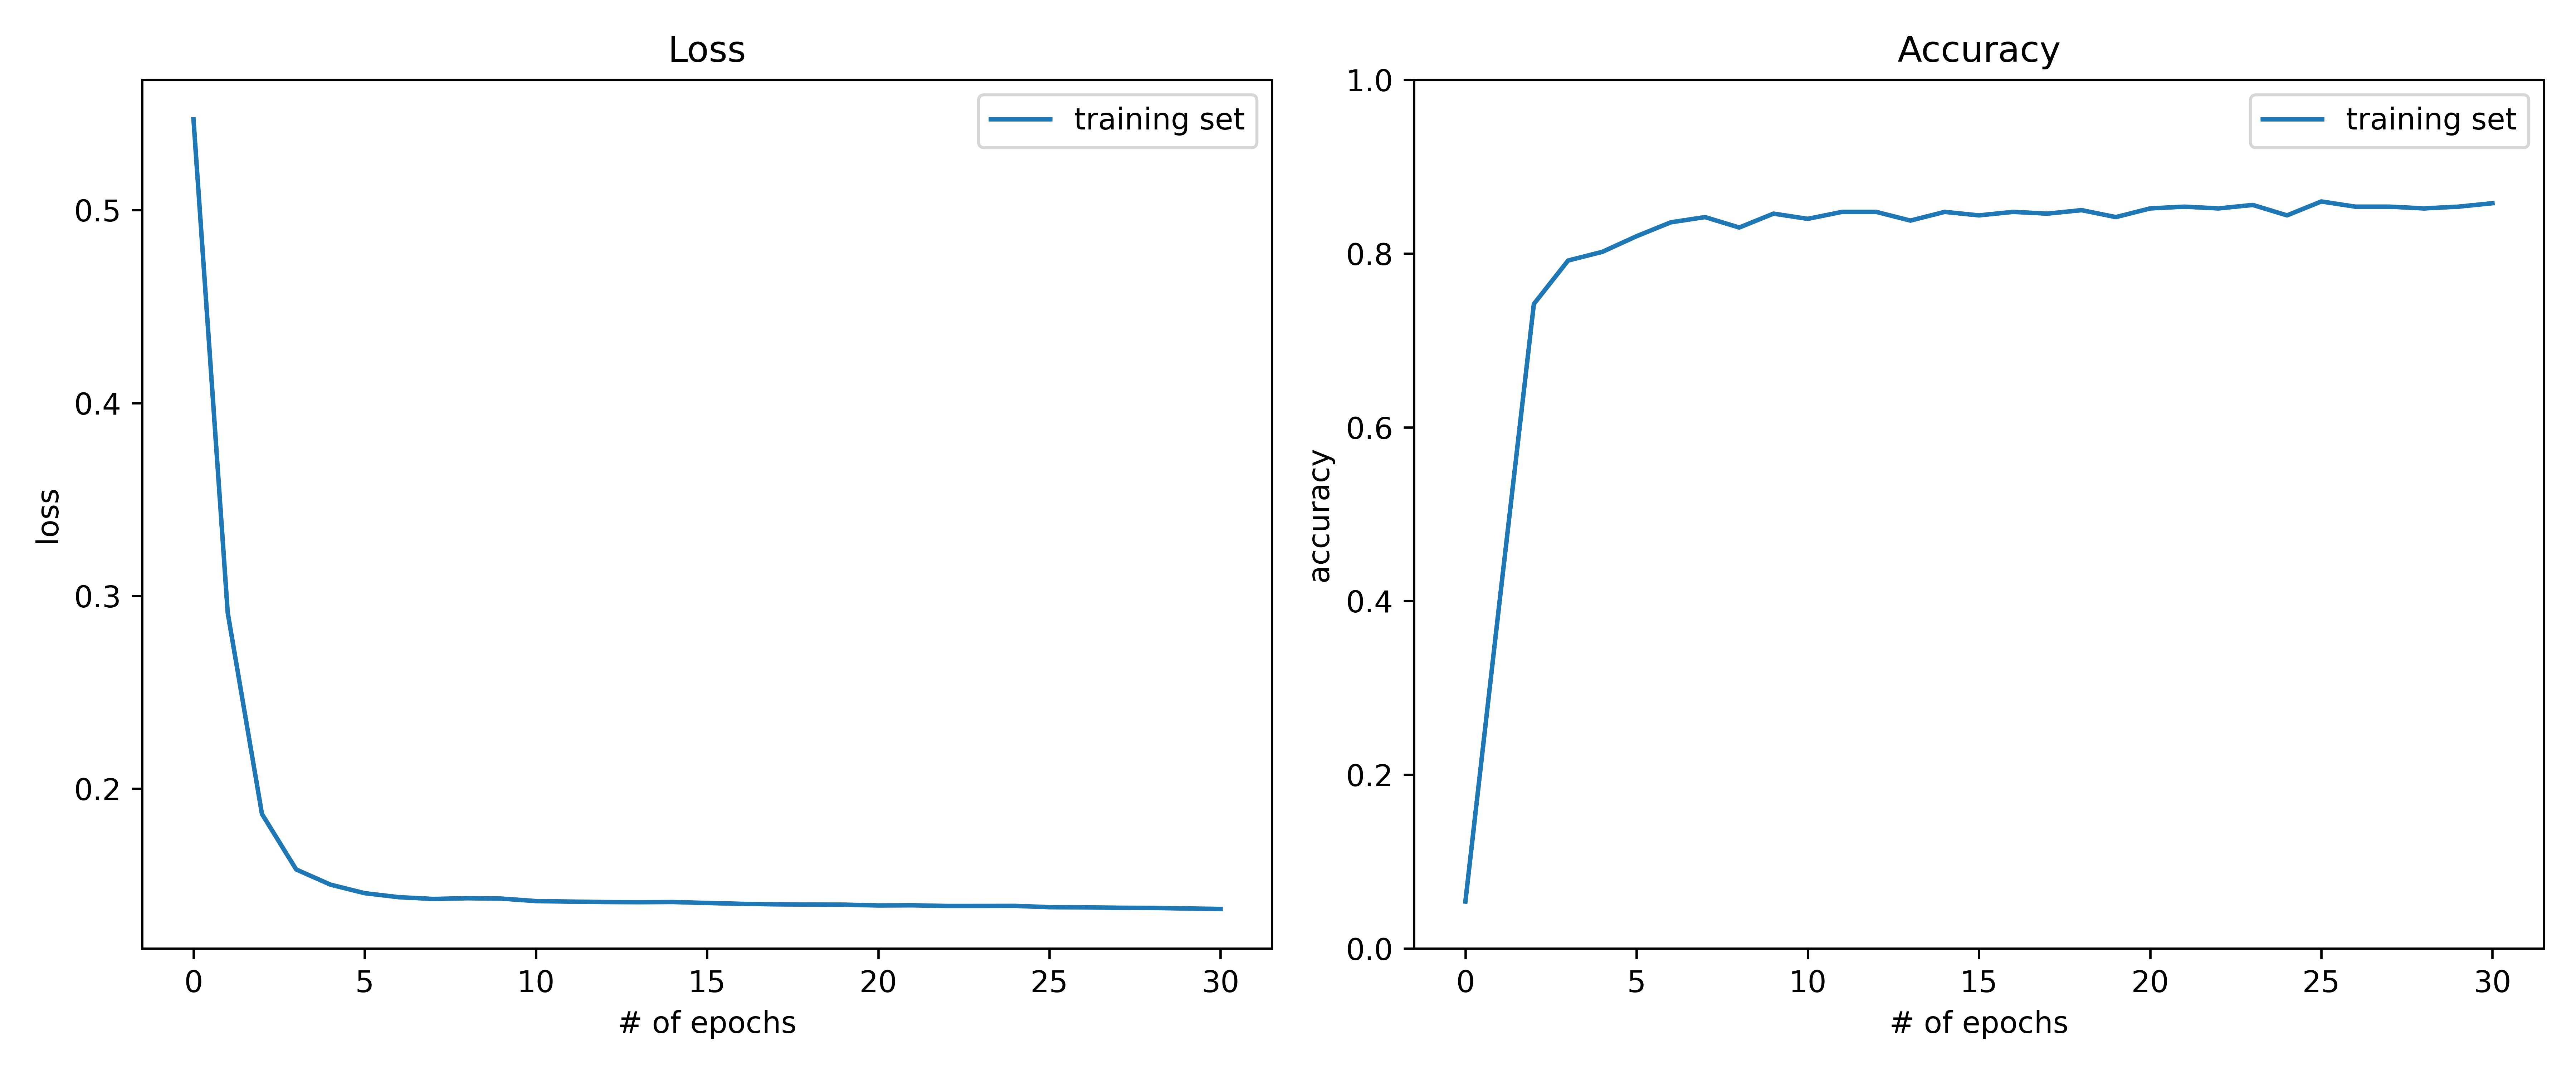 Loss
training set
0.5
0.4
0.3
0.2
loss
0 5 10 15 20 25 30
# of epochs
Accuracy
training set
1.0
0.8
0.6
0.4
0.2
0.0
accuracy
0 5 10 15 20 25 30
# of epochs